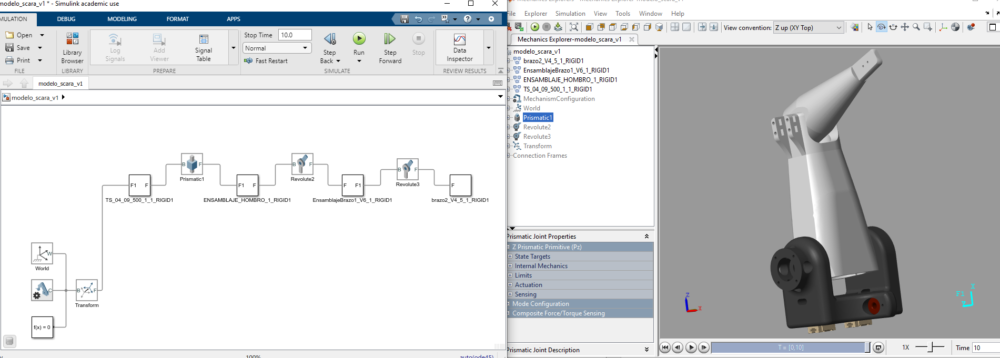 modelo_scara_v1 * - Simulink academic use
MULATION DEBUG MODELING FORMAT APPS
Open
Save
Print
FILE
Library
Browser
LIBRARY
Log
Signals
Add
Viewer
Signal
Table
PREPARE
Stop Time 10.0
Normal
Fast Restart
Step
Back
Run
Step
Forward
Stop
SIMULATE
Data
Inspector
REVIEW RESULTS
modelo_scara_v1
modelo_scara_v1
B F
Prismatic1
B F
Revolute2
B F
Revolute3
F1 F
TS_04_09_500_1_1_RIGID1
F1 F
ENSAMBLAJE_HOMBRO_1_RIGID1
F F1
EnsamblajeBrazo1_V6_1_RIGID1
F
brazo2_V4_5_1_RIGID1
W
World
C
B F
Transform
f(x) = 0
100%
auto(ode45)
File Explorer Simulation View Tools Window Help
View convention: Z up (XY Top)
Mechanics Explorer-modelo_scara_v1
modelo_scara_v1
brazo2_V4_5_1_RIGID1
EnsamblajeBrazo1_V6_1_RIGID1
ENSAMBLAJE_HOMBRO_1_RIGID1
TS_04_09_500_1_1_RIGID1
MechanismConfiguration
World
Prismatic1
Revolute2
Revolute3
Transform
Connection Frames
Prismatic Joint Properties
Z Prismatic Primitive (Pz)
State Targets
Internal Mechanics
Limits
Actuation
Sensing
Mode Configuration
Composite Force/Torque Sensing
Prismatic Joint Description
Z
X
X
F1
Z
T = [0,10]
1X
Time 10